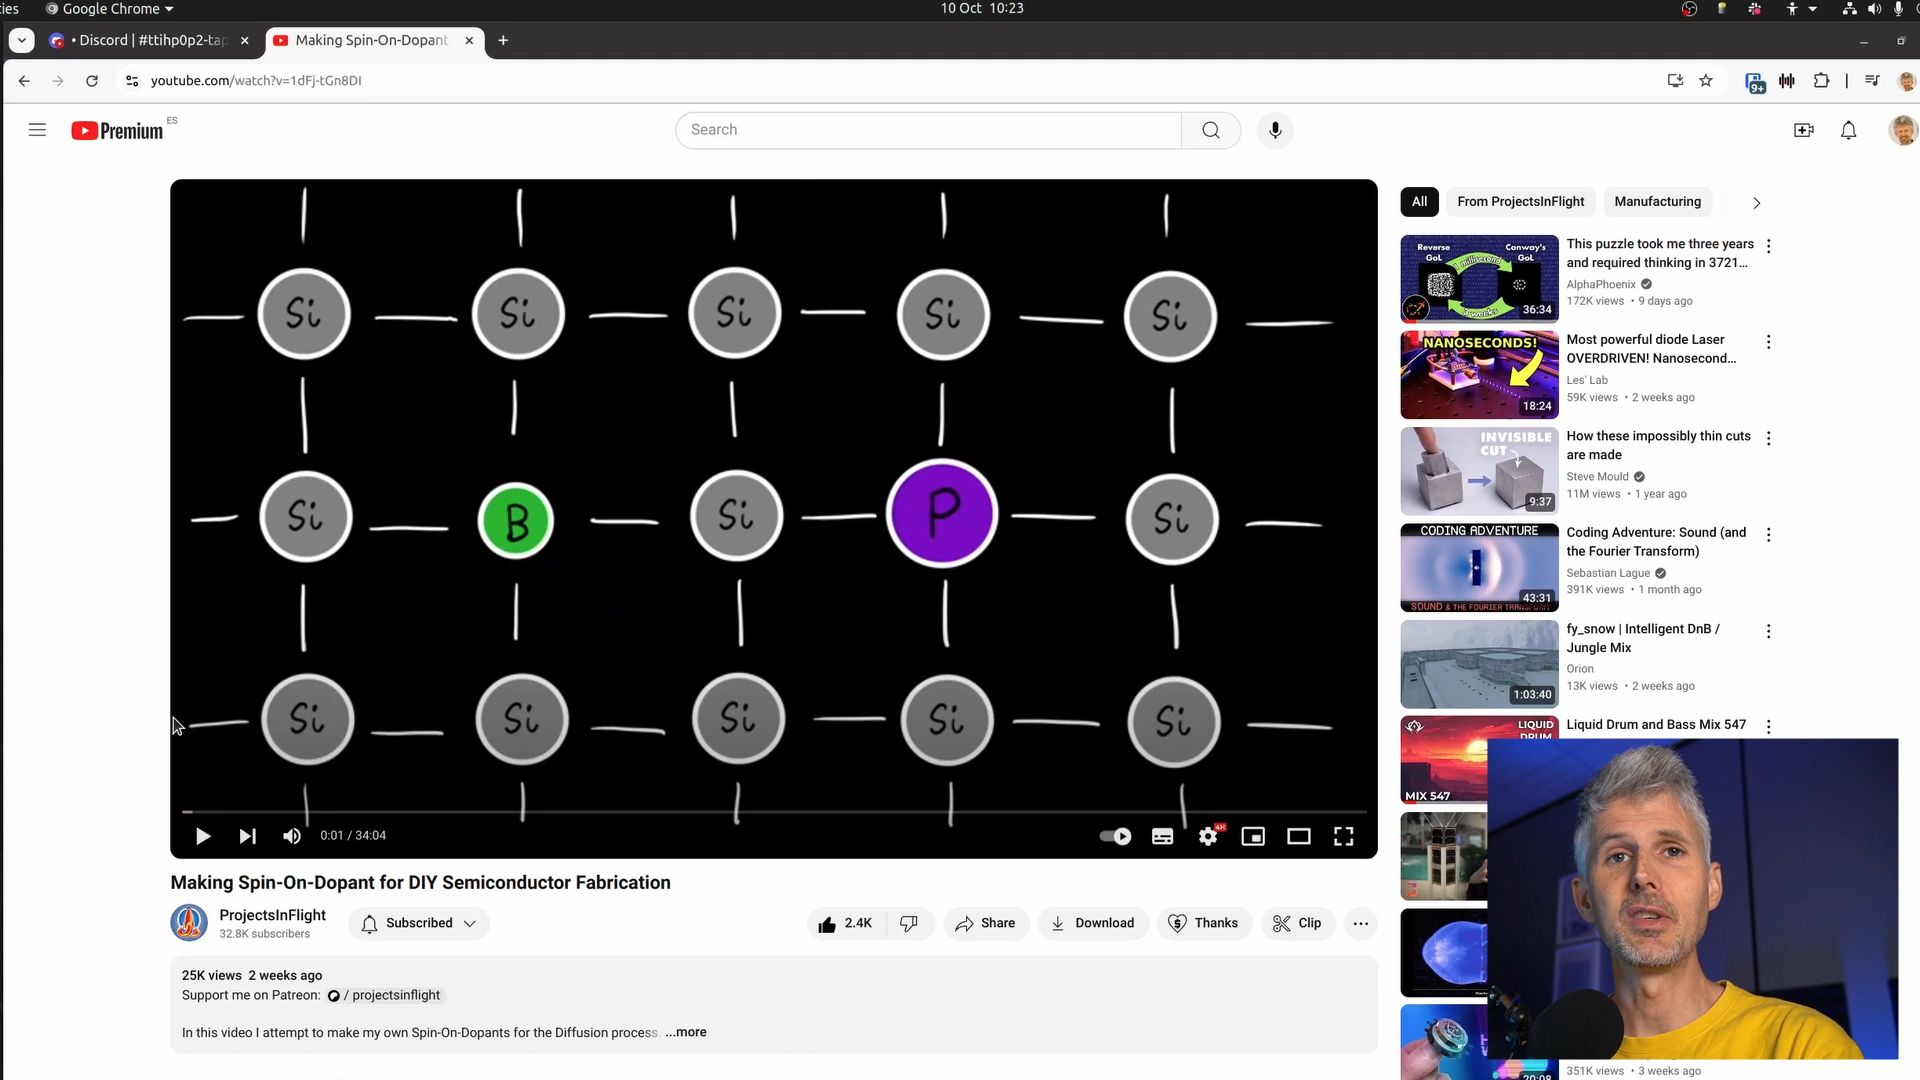 ies
Google Chrome
10 Oct 10:23
• Discord | #ttihp0p2-tap
Making Spin-On-Dopant
youtube.com/watch?v=1dFj-tGn8DI
9+
Premium
ES
Search
Si Si Si Si Si
Si B Si P Si
Si Si Si Si Si
0:01 / 34:04
4K
Making Spin-On-Dopant for DIY Semiconductor Fabrication
ProjectsInFlight
32.8K subscribers
Subscribed
2.4K
Share
Download
Thanks
Clip
25K views 2 weeks ago
Support me on Patreon: / projectsinflight
In this video I attempt to make my own Spin-On-Dopants for the Diffusion process. ...more
All
From ProjectsInFlight
Manufacturing
Reverse GoL
Conway's GoL
36:34
This puzzle took me three years
and required thinking in 3721...
AlphaPhoenix
172K views • 9 days ago
NANOSECONDS!
18:24
Most powerful diode Laser
OVERDRIVEN! Nanosecond...
Les' Lab
59K views • 2 weeks ago
INVISIBLE
CUT
9:37
How these impossibly thin cuts
are made
Steve Mould
11M views • 1 year ago
CODING ADVENTURE
43:31
SOUND & THE FOURIER TRANSFORM
Coding Adventure: Sound (and
the Fourier Transform)
Sebastian Lague
391K views • 1 month ago
1:03:40
fy_snow | Intelligent DnB /
Jungle Mix
Orion
13K views • 2 weeks ago
LIQUID
DRUM
MIX 547
Liquid Drum and Bass Mix 547
20:08
351K views • 3 weeks ago